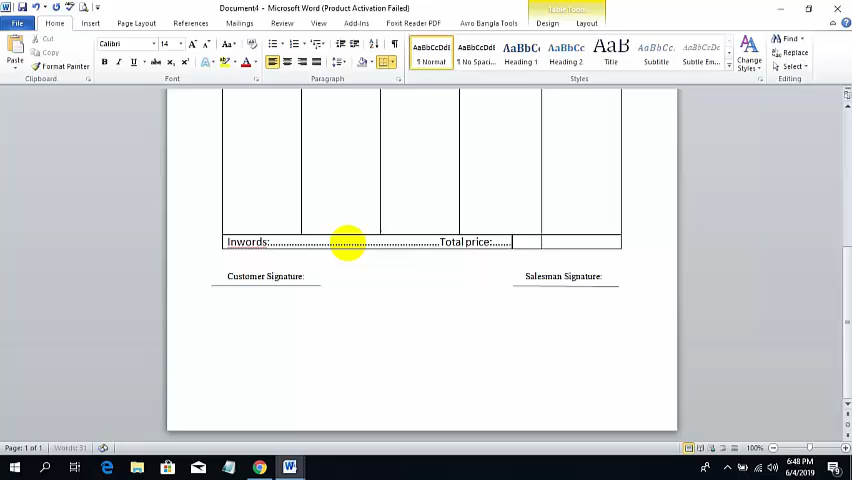 Document4 - Microsoft Word (Product Activation Failed)
Table Tools
File
Home
Insert
Page Layout
References
Mailings
Review
View
Add-Ins
Foxit Reader PDF
Avro Bangla Tools
Design
Layout
Paste
Cut
Copy
Format Painter
Clipboard
Calibri
14
Font
Paragraph
AaBbCcDd
¶ Normal
AaBbCcDd
¶ No Spaci...
AaBbCc
Heading 1
AaBbCc
Heading 2
AaB
Title
AaBbCc.
Subtitle
AaBbCcDd
Subtle Em...
Styles
Change
Styles
Find
Replace
Select
Editing
Inwords:...............................................................Total price:.......
Customer Signature:
Salesman Signature:
Page: 1 of 1
Words: 31
100%
6:48 PM
6/4/2019